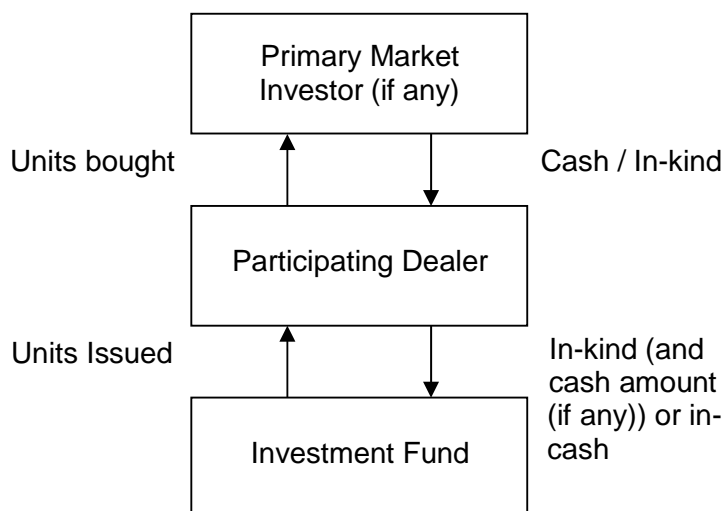 Primary Market
Investor (if any)
Units bought
Cash / In-kind
Participating Dealer
Units Issued
In-kind (and
cash amount
(if any)) or in-
cash
Investment Fund